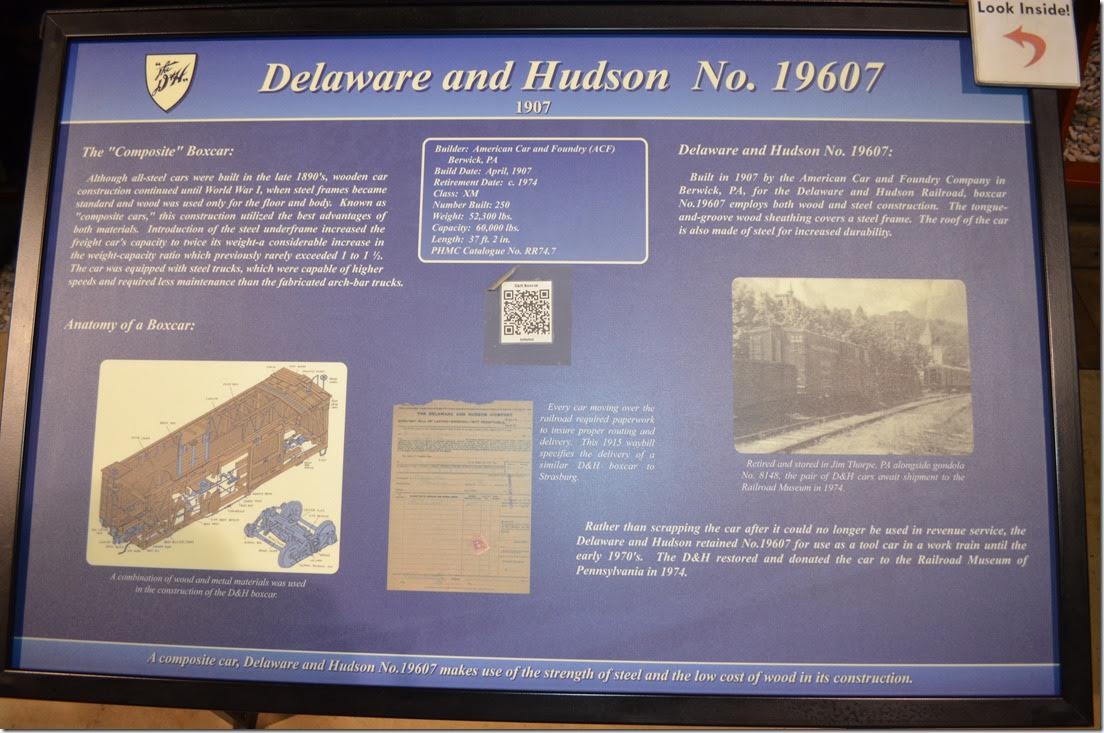 Look Inside!
"the D&H"
Delaware and Hudson No. 19607
1907
The "Composite" Boxcar:
Although all-steel cars were built in the late 1890's, wooden car
construction continued until World War I, when steel frames became
standard and wood was used only for the floor and body. Known as
"composite cars," this construction utilized the best advantages of
both materials. Introduction of the steel underframe increased the
freight car's capacity to twice its weight-a considerable increase in
the weight-capacity ratio which previously rarely exceeded 1 to 1 ½.
The car was equipped with steel trucks, which were capable of higher
speeds and required less maintenance than the fabricated arch-bar trucks.
Anatomy of a Boxcar:
A combination of wood and metal materials was used
in the construction of the D&H boxcar.
Builder: American Car and Foundry (ACF)
Berwick, PA
Build Date: April, 1907
Retirement Date: c. 1974
Class: XM
Number Built: 250
Weight: 52,300 lbs.
Capacity: 60,000 lbs.
Length: 37 ft. 2 in.
PHMC Catalogue No. RR74.7
D&H Boxcar
THE DELAWARE AND HUDSON COMPANY
Every car moving over the
railroad required paperwork
to insure proper routing and
delivery. This 1915 waybill
specifies the delivery of a
similar D&H boxcar to
Strasburg.
Delaware and Hudson No. 19607:
Built in 1907 by the American Car and Foundry Company in
Berwick, PA, for the Delaware and Hudson Railroad, boxcar
No.19607 employs both wood and steel construction. The tongue-
and-groove wood sheathing covers a steel frame. The roof of the car
is also made of steel for increased durability.
Retired and stored in Jim Thorpe, PA alongside gondola
No. 8148, the pair of D&H cars await shipment to the
Railroad Museum in 1974.
Rather than scrapping the car after it could no longer be used in revenue service, the
Delaware and Hudson retained No.19607 for use as a tool car in a work train until the
early 1970's. The D&H restored and donated the car to the Railroad Museum of
Pennsylvania in 1974.
A composite car, Delaware and Hudson No.19607 makes use of the strength of steel and the low cost of wood in its construction.